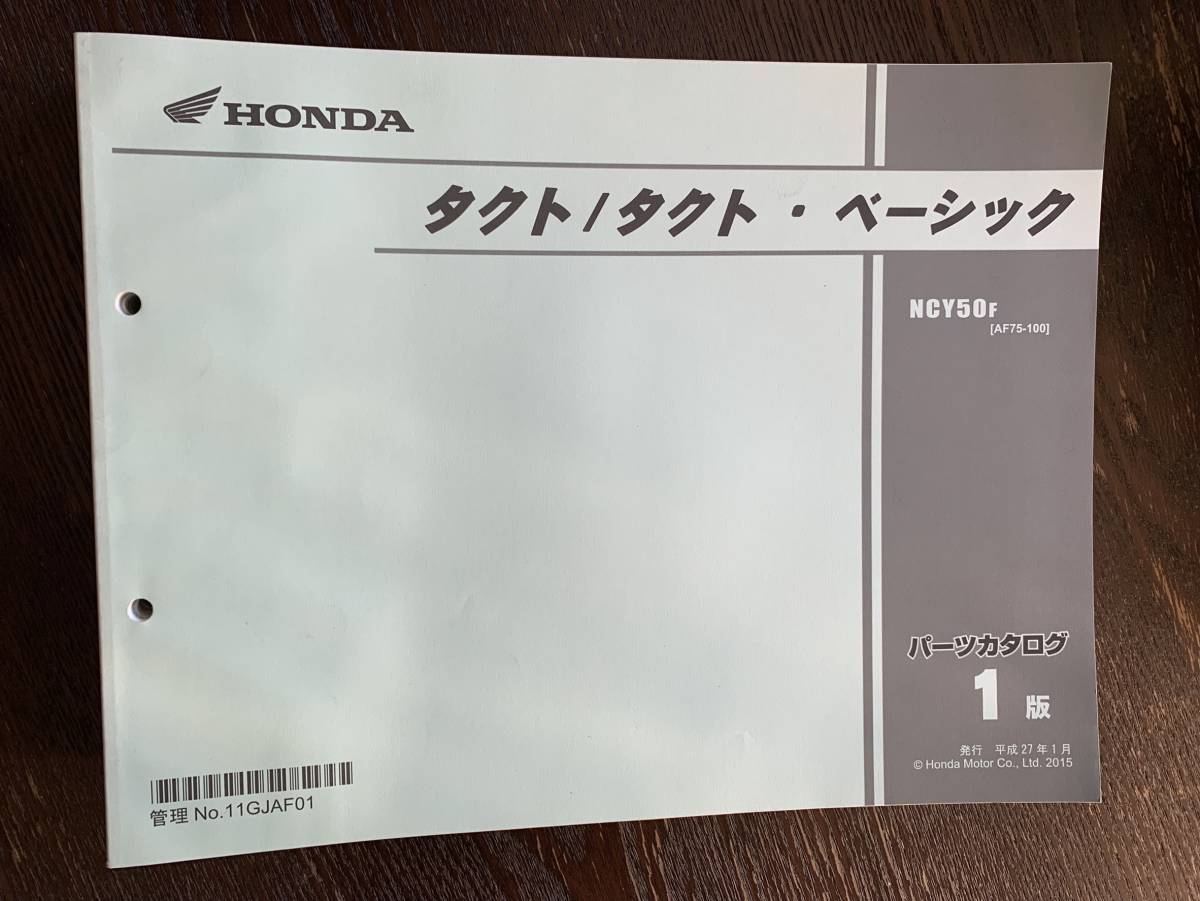 HONDA
タクト/タクト・ベーシック
NCY50F
[AF75-100]
パーツカタログ
1版
発行 平成27年1月
© Honda Motor Co., Ltd. 2015
管理 No.11GJAF01